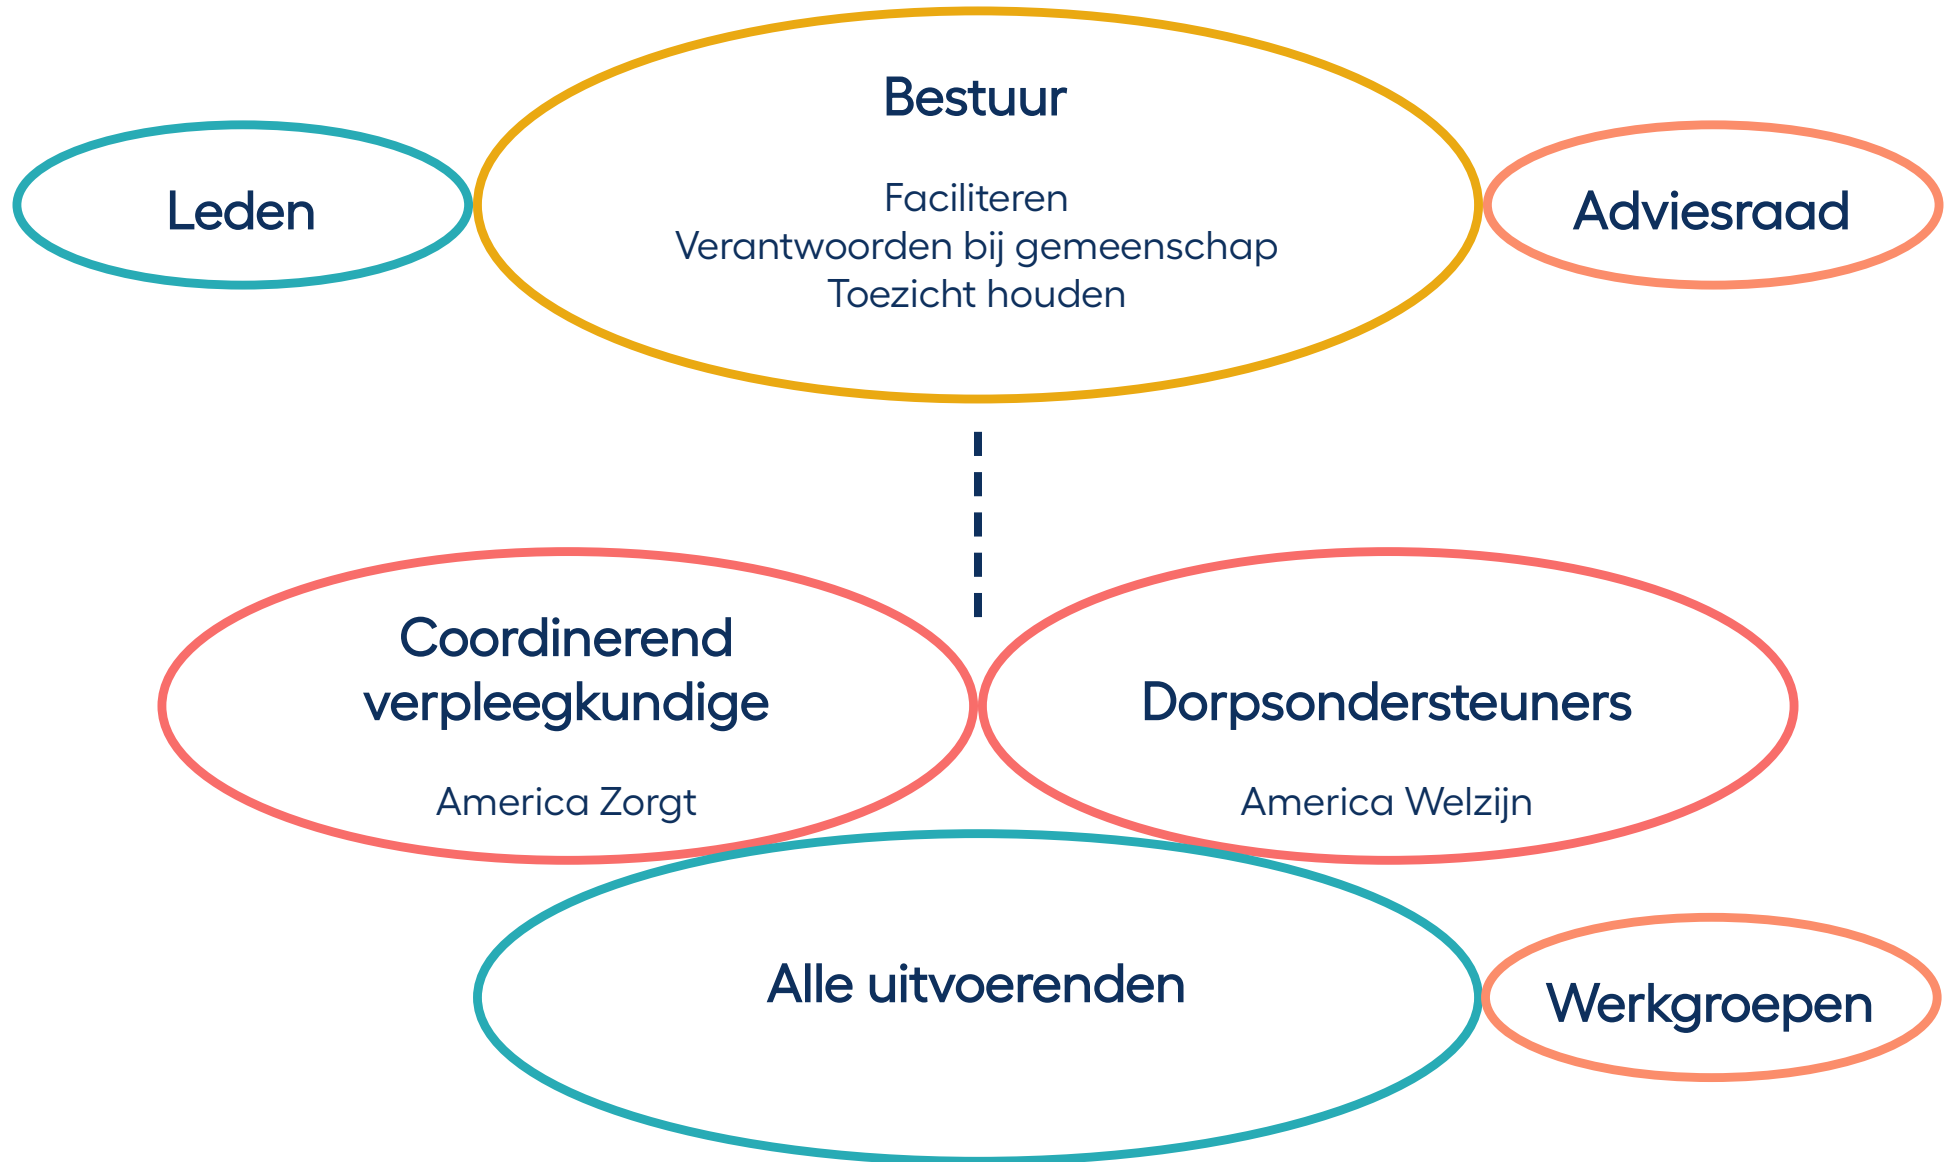 Bestuur
Faciliteren
Verantwoorden bij gemeenschap
Toezicht houden
Leden
Adviesraad
Coordinerend
verpleegkundige
America Zorgt
Dorpsondersteuners
America Welzijn
Alle uitvoerenden
Werkgroepen